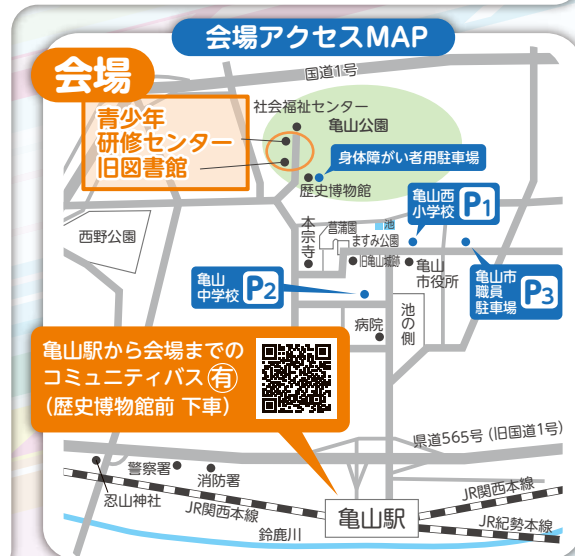 会場アクセスMAP
会場
国道1号
社会福祉センター
亀山公園
青少年
研修センター
旧図書館
身体障がい者用駐車場
歴史博物館
亀山西
小学校
P1
西野公園
本宗寺
菖蒲園
池
ますみ公園
旧亀山城跡
亀山
市役所
亀山市
職員
駐車場
P3
亀山
中学校
P2
病院
池の側
亀山駅から会場までの
コミュニティバス有
(歴史博物館前 下車)
県道565号(旧国道1号)
警察署
消防署
忍山神社
JR関西本線
亀山駅
JR関西本線
JR紀勢本線
鈴鹿川